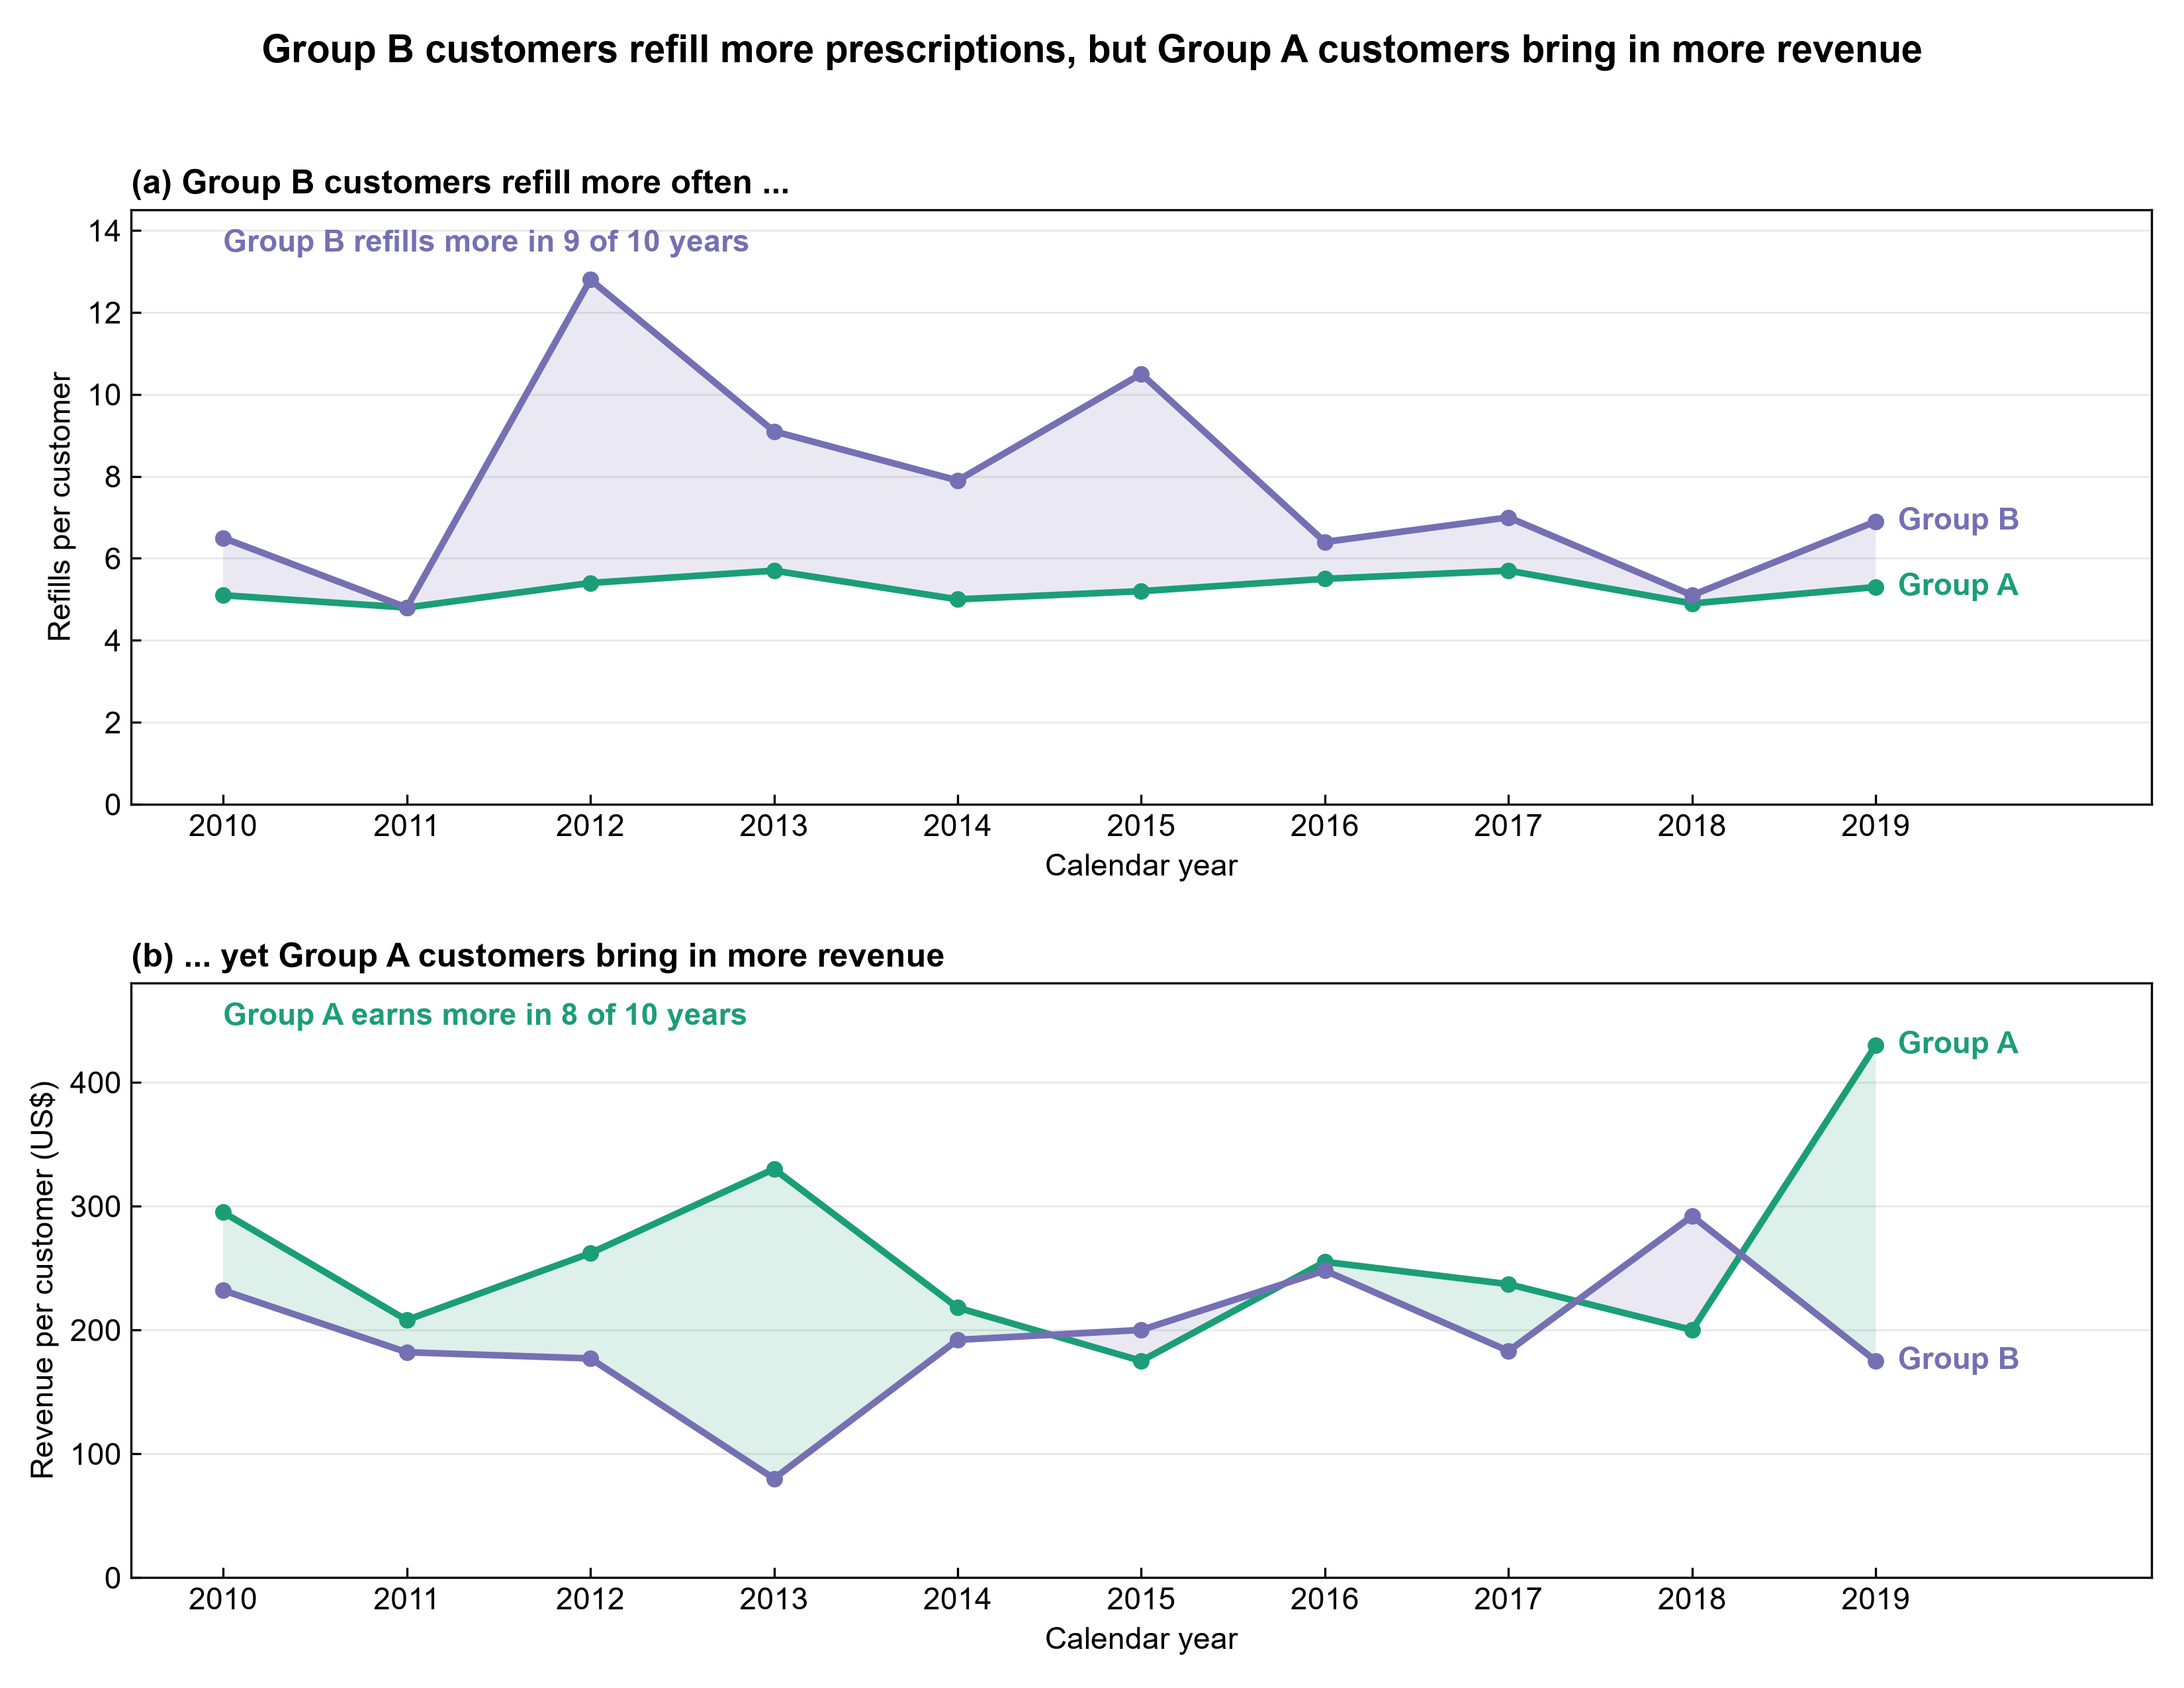 Group B customers refill more prescriptions, but Group A customers bring in more revenue
(a) Group B customers refill more often ...
Group B refills more in 9 of 10 years
14
12
10
8
6
4
2
0
Refills per customer
Group B
Group A
2010 2011 2012 2013 2014 2015 2016 2017 2018 2019
Calendar year
(b) ... yet Group A customers bring in more revenue
Group A earns more in 8 of 10 years
400
300
200
100
0
Revenue per customer (US$)
Group A
Group B
2010 2011 2012 2013 2014 2015 2016 2017 2018 2019
Calendar year